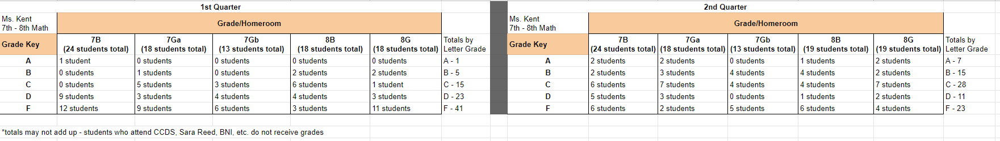 1st Quarter 2nd Quarter
Ms. Kent Ms. Kent
7th - 8th Math Grade/Homeroom 7th - 8th Math Grade/Homeroom
7B 7Ga 7Gb 8B 8G Totals by 7B 7Ga 7Gb 8B 8G Totals by
Grade Key (24 students total) (18 students total) (13 students total) (18 students total) (18 students total) Letter Grade Grade Key (24 students total) (18 students total) (13 students total) (19 students total) (19 students total) Letter Grade
A 1 student 0 students 0 students 0 students 0 students A - 1 A 2 students 2 students 0 students 1 students 2 students A - 7
B 0 students 1 students 0 students 2 students 2 students B - 5 B 2 students 3 students 4 students 4 students 2 students B - 15
C 0 students 5 students 3 students 6 students 1 student C - 15 C 6 students 7 students 4 students 4 students 7 students C - 28
D 9 students 3 students 4 students 4 students 3 students D - 23 D 5 students 3 students 0 students 1 students 2 students D - 11
F 12 students 9 students 6 students 3 students 11 students F - 41 F 6 students 2 students 5 students 6 students 4 students F - 23
*totals may not add up - students who attend CCDS, Sara Reed, BNI, etc. do not receive grades